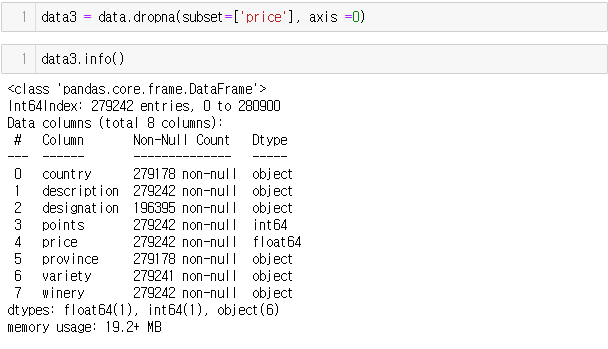 1 data3 = data.dropna(subset=['price'], axis =0)
1 data3.info()
<class 'pandas.core.frame.DataFrame'>
Int64Index: 279242 entries, 0 to 280900
Data columns (total 8 columns):
 #   Column       Non-Null Count   Dtype
---  ------       --------------   -----
 0   country      279178 non-null  object
 1   description  279242 non-null  object
 2   designation  196395 non-null  object
 3   points       279242 non-null  int64
 4   price        279242 non-null  float64
 5   province     279178 non-null  object
 6   variety      279241 non-null  object
 7   winery       279242 non-null  object
dtypes: float64(1), int64(1), object(6)
memory usage: 19.2+ MB